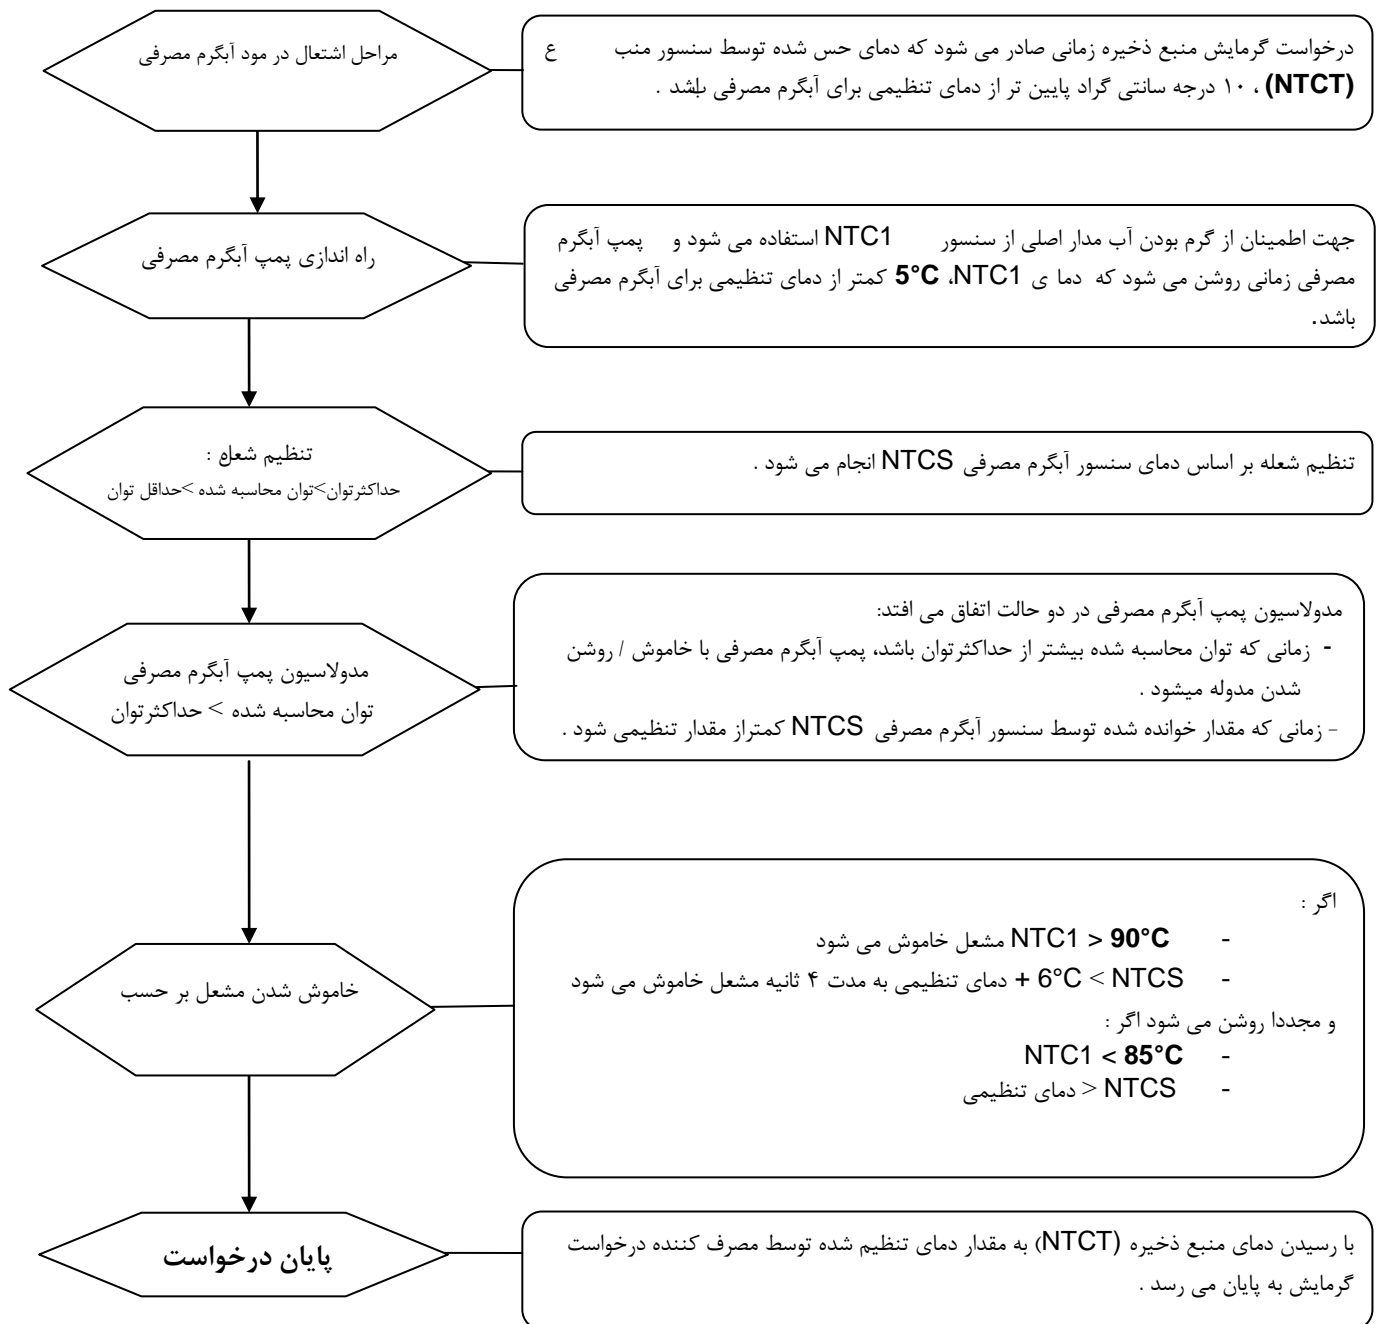 مراحل اشتعال در مود آبگرم مصرفی
درخواست گرمایش منبع ذخیره زمانی صادر می شود که دمای حس شده توسط سنسور منب ع
(NTCT) ، ۱۰ درجه سانتی گراد پایین تر از دمای تنظیمی برای آبگرم مصرفی باشد .
راه اندازی پمپ آبگرم مصرفی
جهت اطمینان از گرم بودن آب مدار اصلی از سنسور NTC1 استفاده می شود و پمپ آبگرم
مصرفی زمانی روشن می شود که دما ی NTC1، 5°C کمتر از دمای تنظیمی برای آبگرم مصرفی
باشد.
تنظیم شعله :
حداکثرتوان>توان محاسبه شده >حداقل توان
تنظیم شعله بر اساس دمای سنسور آبگرم مصرفی NTCS انجام می شود .
مدولاسیون پمپ آبگرم مصرفی
توان محاسبه شده > حداکثرتوان
مدولاسیون پمپ آبگرم مصرفی در دو حالت اتفاق می افتد:
- زمانی که توان محاسبه شده بیشتر از حداکثرتوان باشد، پمپ آبگرم مصرفی با خاموش / روشن
شدن مدوله میشود .
- زمانی که مقدار خوانده شده توسط سنسور آبگرم مصرفی NTCS کمتراز مقدار تنظیمی شود .
خاموش شدن مشعل بر حسب
اگر :
- NTC1 > 90°C مشعل خاموش می شود
- NTCS > 6°C + دمای تنظیمی به مدت ۴ ثانیه مشعل خاموش می شود
و مجددا روشن می شود اگر :
- NTC1 < 85°C
- NTCS > دمای تنظیمی
پایان درخواست
با رسیدن دمای منبع ذخیره (NTCT) به مقدار دمای تنظیم شده توسط مصرف کننده درخواست
گرمایش به پایان می رسد .